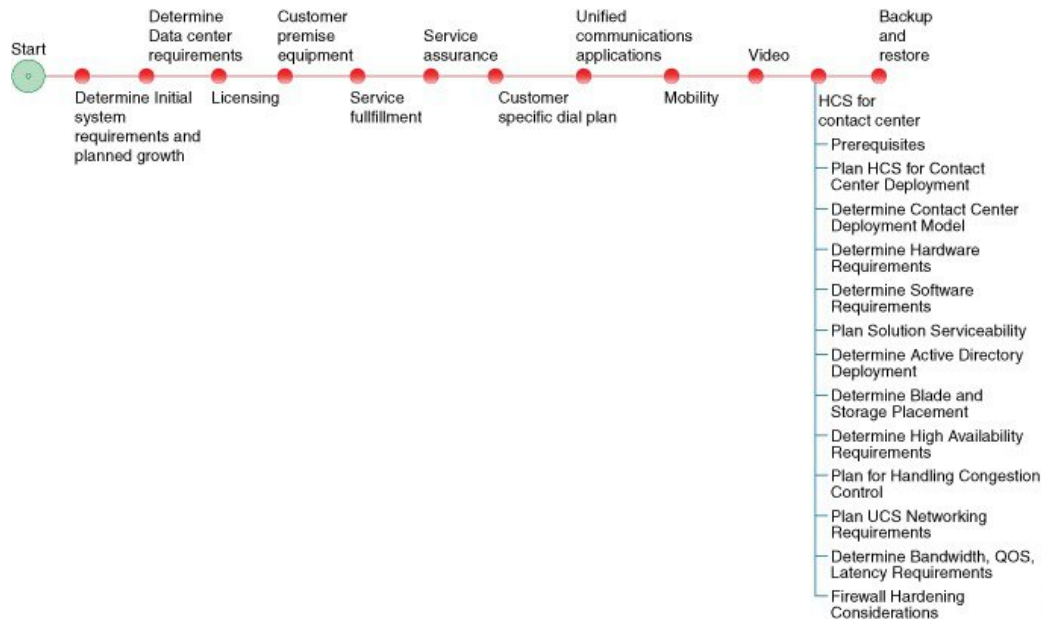 Start
Determine Initial
system
requirements and
planned growth
Determine
Data center
requirements
Licensing
Customer
premise
equipment
Service
fullfillment
Service
assurance
Customer
specific dial plan
Unified
communications
applications
Mobility
Video
HCS for
contact center
Backup
and
restore
Prerequisites
Plan HCS for Contact
Center Deployment
Determine Contact Center
Deployment Model
Determine Hardware
Requirements
Determine Software
Requirements
Plan Solution Serviceability
Determine Active Directory
Deployment
Determine Blade and
Storage Placement
Determine High Availability
Requirements
Plan for Handling Congestion
Control
Plan UCS Networking
Requirements
Determine Bandwidth, QOS,
Latency Requirements
Firewall Hardening
Considerations